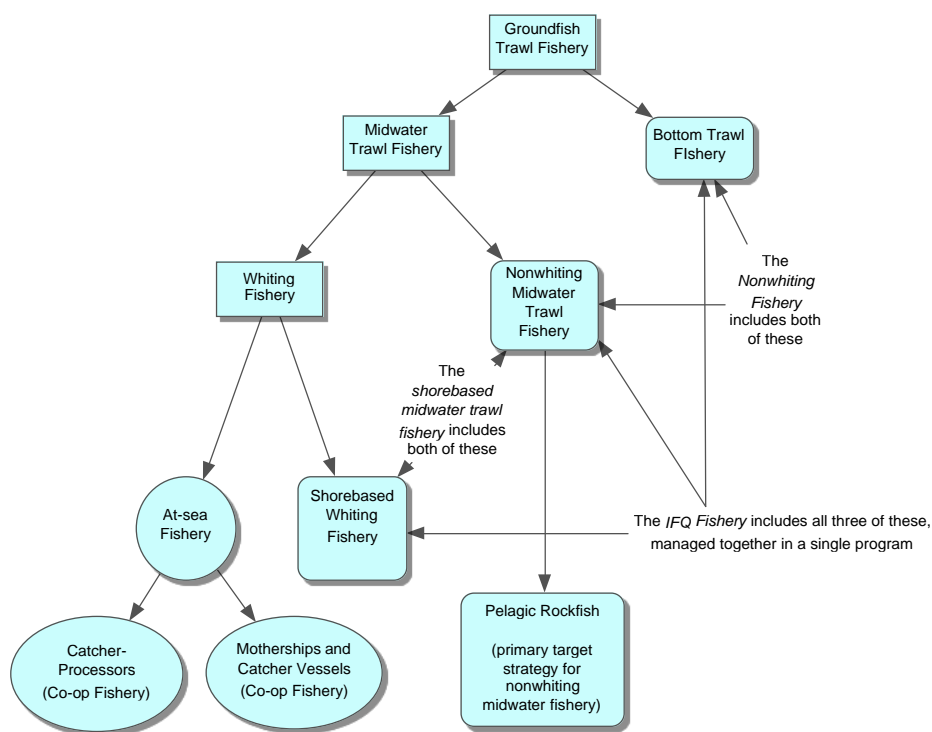 Groundfish
Trawl Fishery
Midwater
Trawl Fishery
Bottom Trawl
FIshery
Whiting
Fishery
Nonwhiting
Midwater
Trawl
Fishery
The
Nonwhiting
Fishery
includes both
of these
The
shorebased
midwater trawl
fishery includes
both of these
At-sea
Fishery
Shorebased
Whiting
Fishery
The IFQ Fishery includes all three of these,
managed together in a single program
Catcher-
Processors
(Co-op Fishery)
Motherships and
Catcher Vessels
(Co-op Fishery)
Pelagic Rockfish
(primary target
strategy for
nonwhiting
midwater fishery)